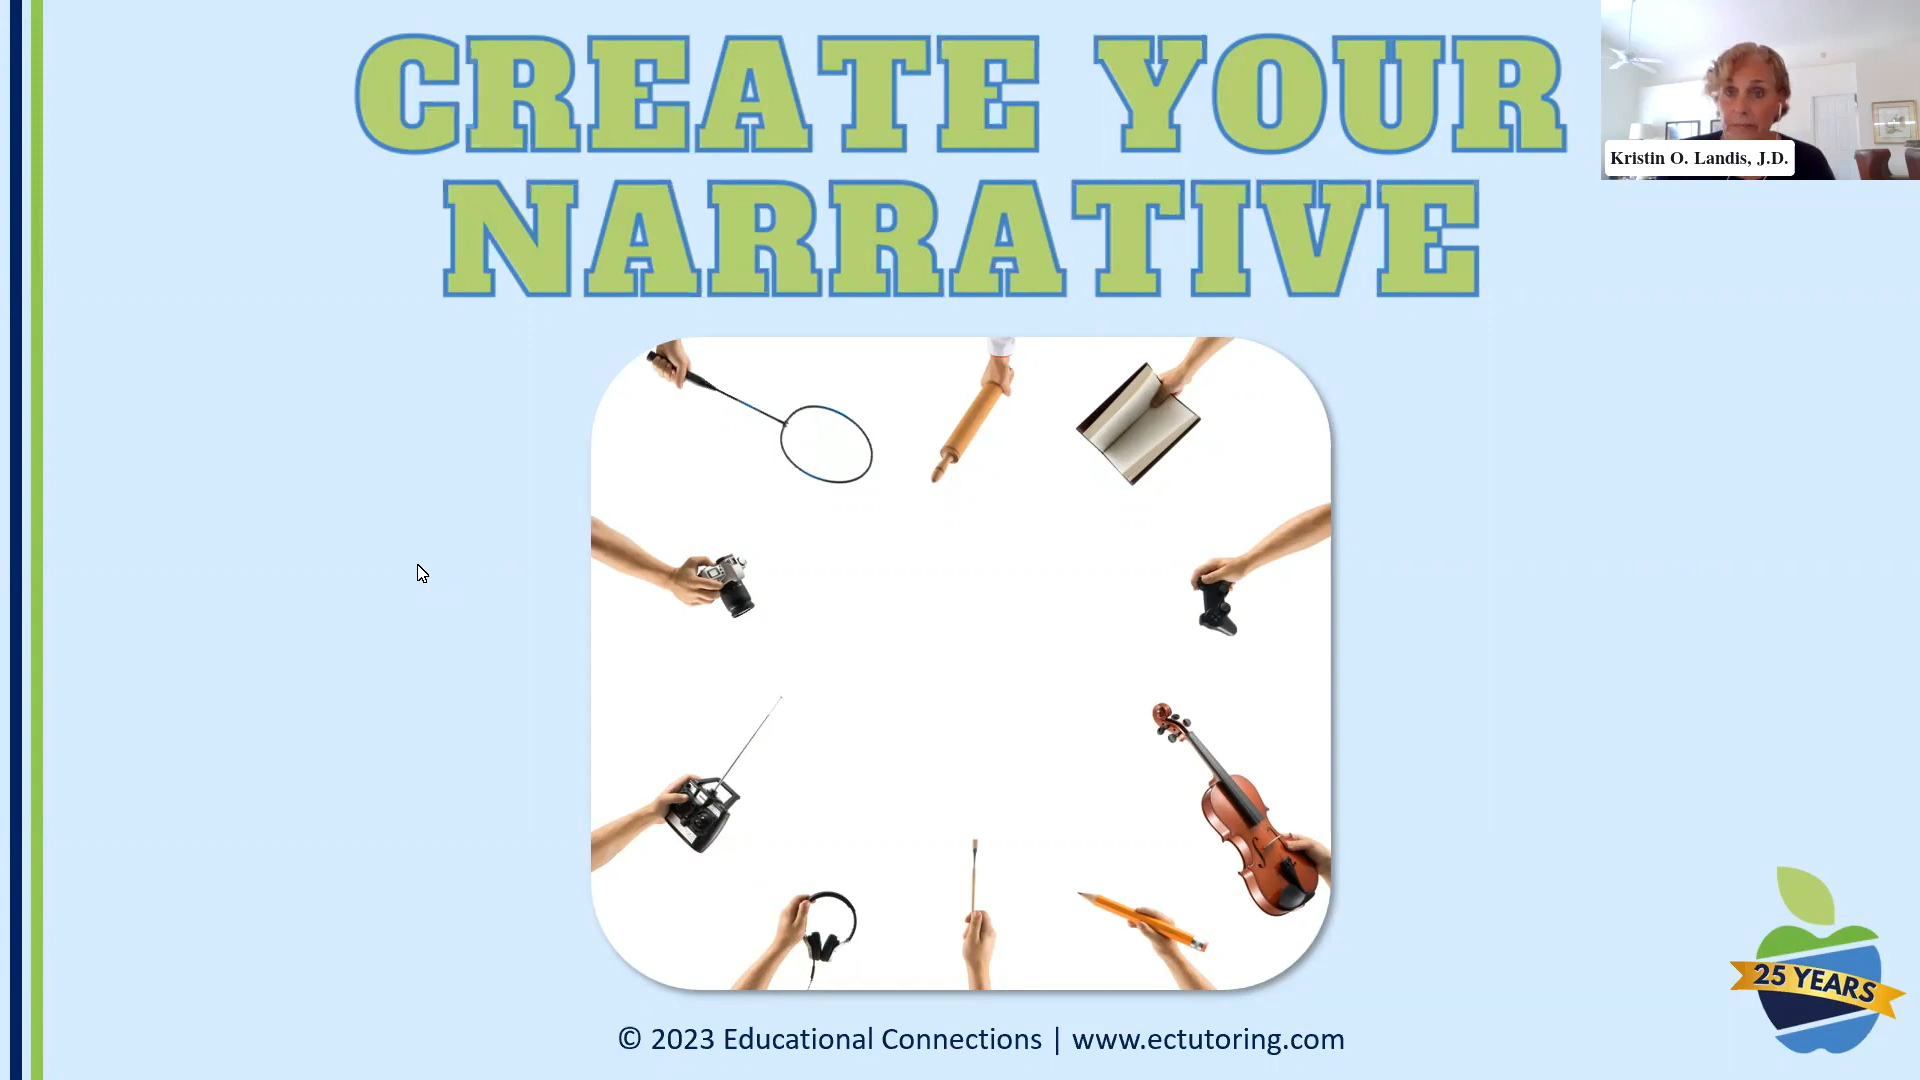 CREATE YOUR
NARRATIVE
Kristin O. Landis, J.D.
25 YEARS
© 2023 Educational Connections | www.ectutoring.com